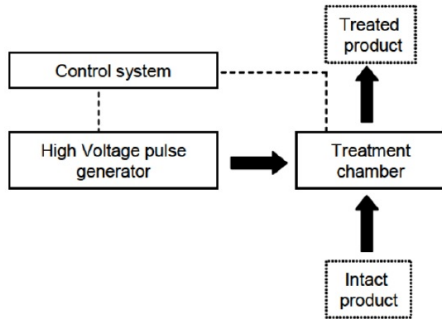 Treated
product
Control system
High Voltage pulse
generator
Treatment
chamber
Intact
product